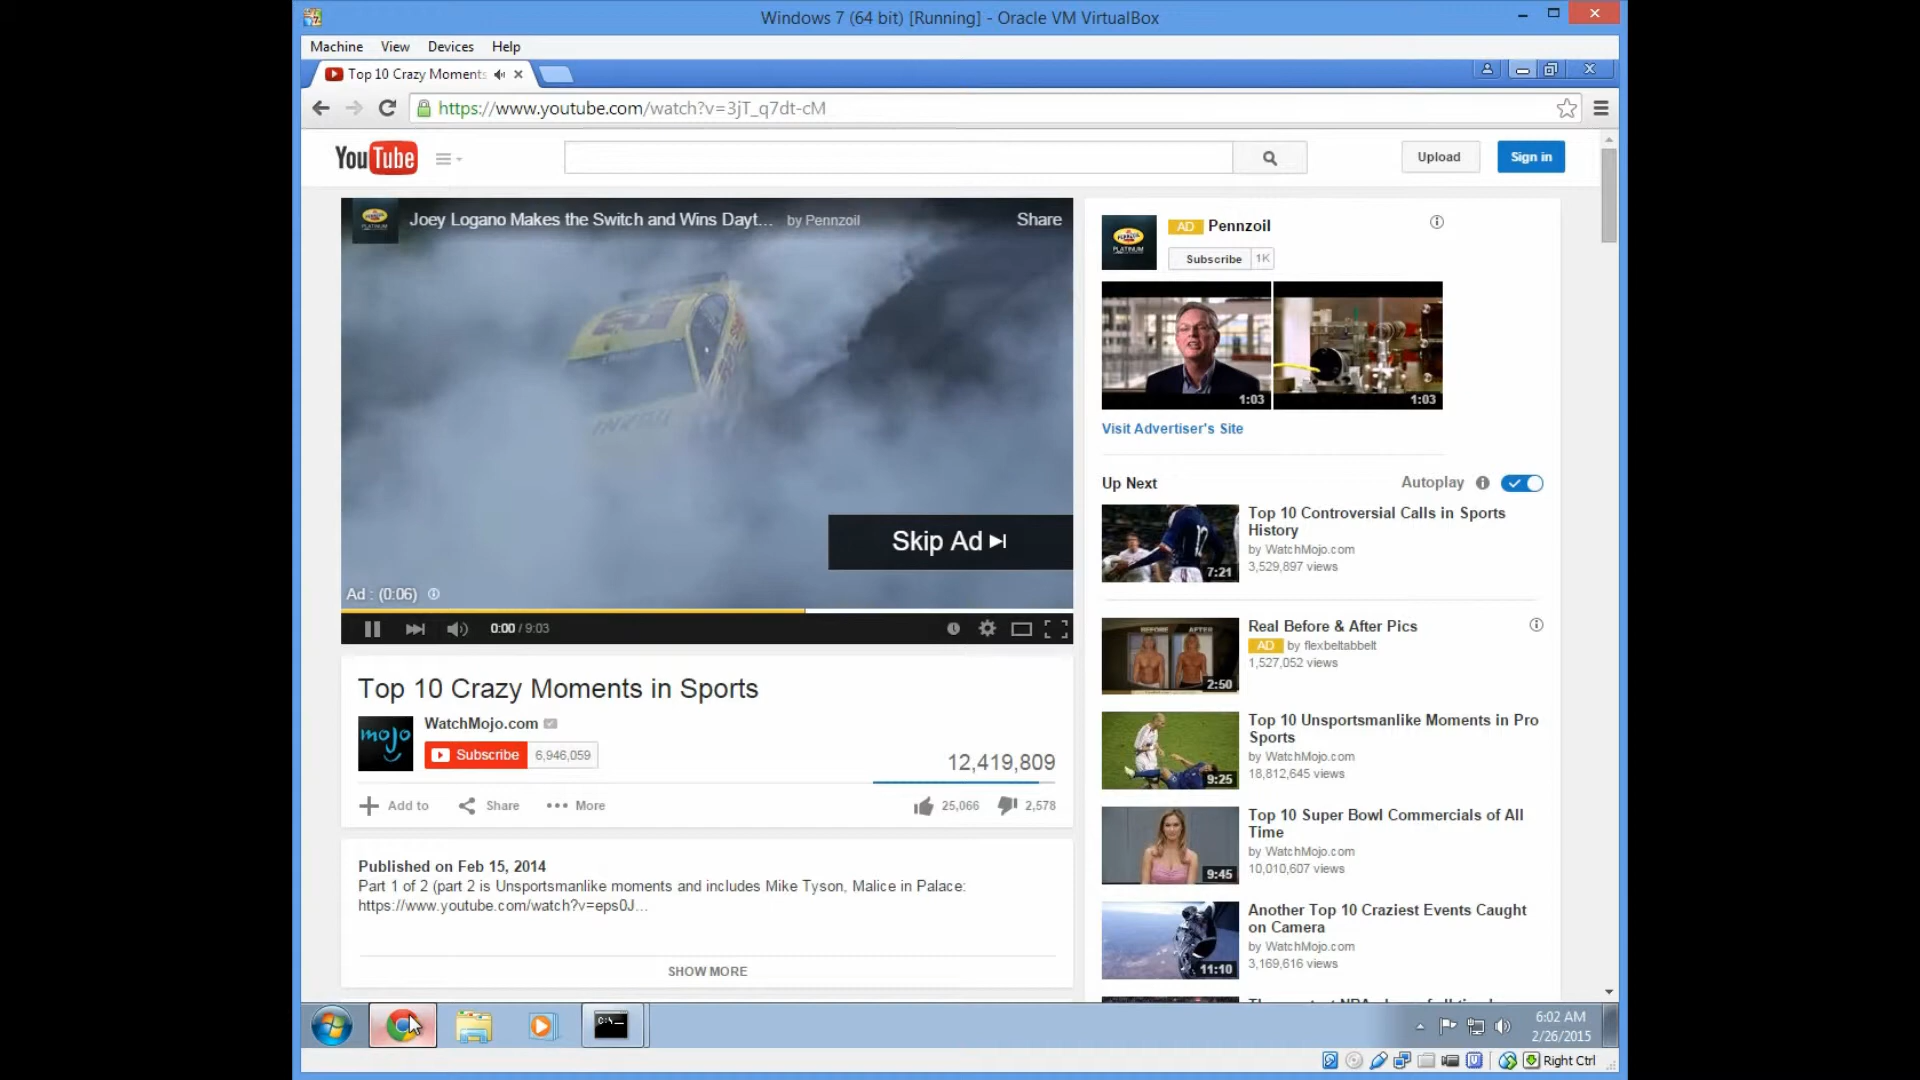 Windows 7 (64 bit) [Running] - Oracle VM VirtualBox
Machine View Devices Help
Top 10 Crazy Moments
https://www.youtube.com/watch?v=3jT_q7dt-cM
YouTube
Upload
Sign in
Joey Logano Makes the Switch and Wins Dayt... by Pennzoil
Share
Skip Ad
Ad : (0:06)
0:00 / 9:03
Top 10 Crazy Moments in Sports
mojo
WatchMojo.com
Subscribe 6,946,059
12,419,809
Add to Share More
25,066 2,578
Published on Feb 15, 2014
Part 1 of 2 (part 2 is Unsportsmanlike moments and includes Mike Tyson, Malice in Palace:
https://www.youtube.com/watch?v=eps0J...
SHOW MORE
PLATINUM
AD Pennzoil
Subscribe 1K
1:03
1:03
Visit Advertiser's Site
Up Next
Autoplay
7:21
Top 10 Controversial Calls in Sports
History
by WatchMojo.com
3,529,897 views
BEFORE AFTER
2:50
Real Before & After Pics
AD by flexbeltabbelt
1,527,052 views
9:25
Top 10 Unsportsmanlike Moments in Pro
Sports
by WatchMojo.com
18,812,645 views
9:45
Top 10 Super Bowl Commercials of All
Time
by WatchMojo.com
10,010,607 views
11:10
Another Top 10 Craziest Events Caught
on Camera
by WatchMojo.com
3,169,616 views
C:\
6:02 AM
2/26/2015
Right Ctrl